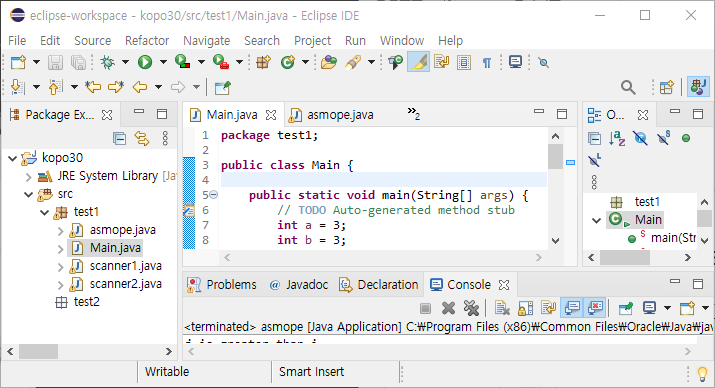 eclipse-workspace - kopo30/src/test1/Main.java - Eclipse IDE
File Edit Source Refactor Navigate Search Project Run Window Help
Package Ex...
kopo30
JRE System Library [Jav
src
test1
asmope.java
Main.java
scanner1.java
scanner2.java
test2
Main.java asmope.java »2
1 package test1;
2
3 public class Main {
4
5 public static void main(String[] args) {
6 // TODO Auto-generated method stub
7 int a = 3;
8 int b = 3;
O...
test1
Main
main(Str
Problems @ Javadoc Declaration Console
<terminated> asmope [Java Application] C:₩Program Files (x86)₩Common Files₩Oracle₩Java₩jav
Writable Smart Insert